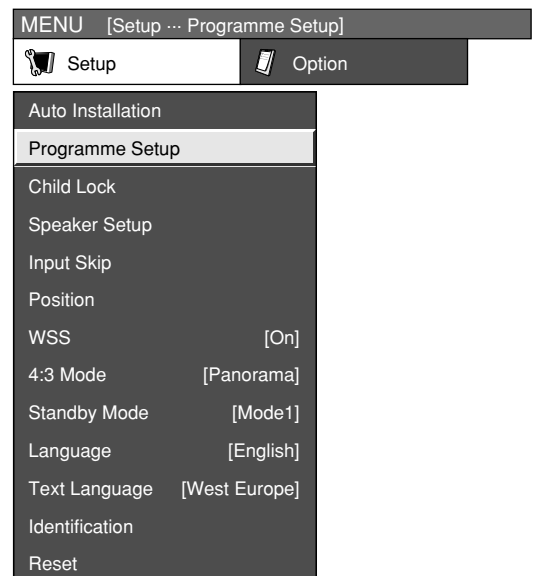 MENU [Setup ··· Programme Setup]
Setup Option
Auto Installation
Programme Setup
Child Lock
Speaker Setup
Input Skip
Position
WSS [On]
4:3 Mode [Panorama]
Standby Mode [Mode1]
Language [English]
Text Language [West Europe]
Identification
Reset